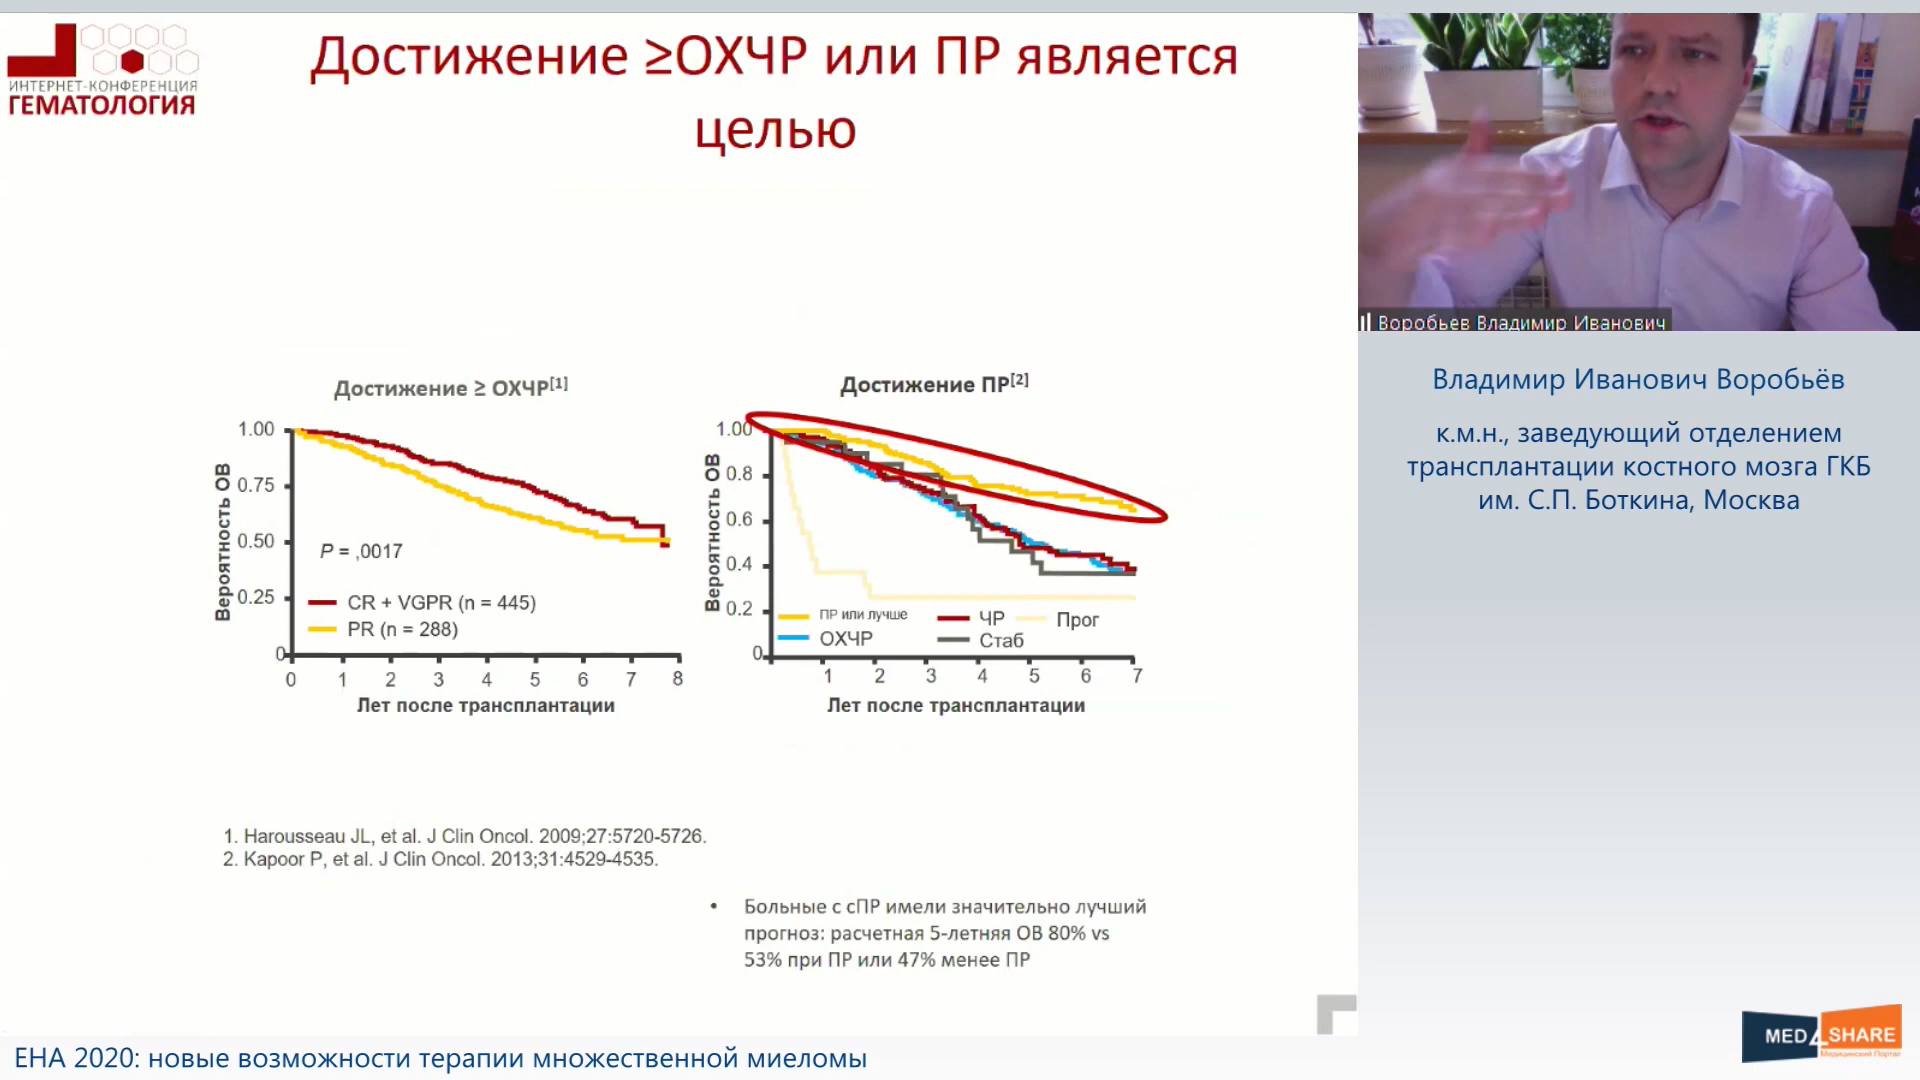 ИНТЕРНЕТ-КОНФЕРЕНЦИЯ
ГЕМАТОЛОГИЯ
Достижение ≥ОХЧР или ПР является
целью
Достижение ≥ ОХЧР[1]
Вероятность ОВ
1.00
0.75
0.50
0.25
0
P = ,0017
CR + VGPR (n = 445)
PR (n = 288)
0 1 2 3 4 5 6 7 8
Лет после трансплантации
Достижение ПР[2]
Вероятность ОВ
1.00
0.8
0.6
0.4
0.2
0
ПР или лучше
ЧР
Прог
ОХЧР
Стаб
1 2 3 4 5 6 7
Лет после трансплантации
1. Harousseau JL, et al. J Clin Oncol. 2009;27:5720-5726.
2. Kapoor P, et al. J Clin Oncol. 2013;31:4529-4535.
• Больные с сПР имели значительно лучший
прогноз: расчетная 5-летняя ОВ 80% vs
53% при ПР или 47% менее ПР
Воробьев Владимир Иванович
Владимир Иванович Воробьёв
к.м.н., заведующий отделением
трансплантации костного мозга ГКБ
им. С.П. Боткина, Москва
MED4SHARE
Медицинский Портал
EHA 2020: новые возможности терапии множественной миеломы